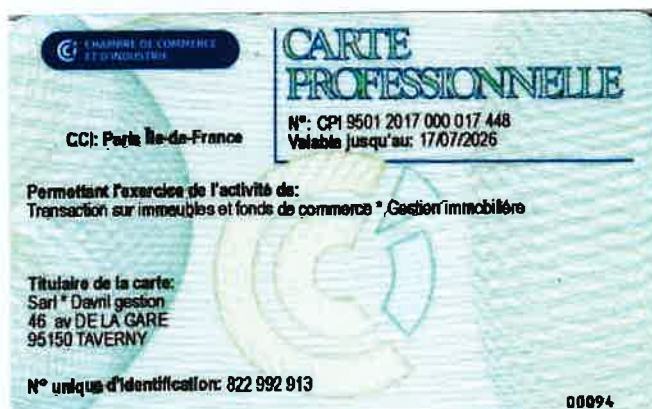 CHAMBRE DE COMMERCE
ET D'INDUSTRIE
CARTE
PROFESSIONNELLE
N°: CPI 9501 2017 000 017 448
Valable jusqu'au: 17/07/2026
CCI: Paris Île-de-France
Permettant l'exercice de l'activité de:
Transaction sur immeubles et fonds de commerce *,Gestion immobilière
Titulaire de la carte:
Sarl * Davril gestion
46 av DE LA GARE
95150 TAVERNY
N° unique d'identification: 822 992 913
00094